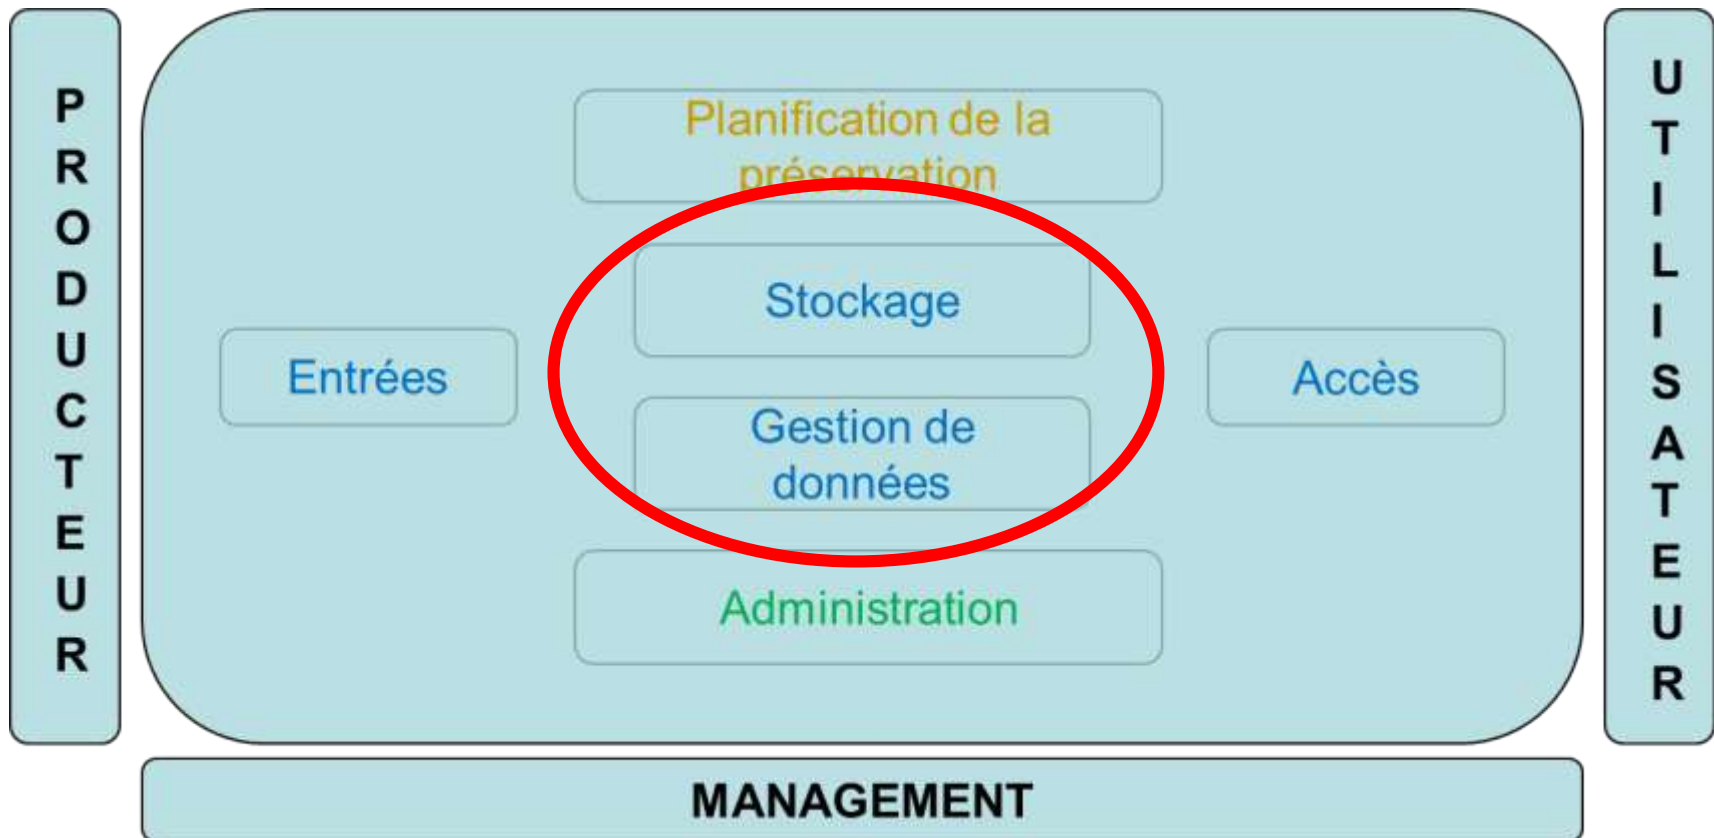 PRODUCTEUR
Planification de la
préservation
Stockage
Entrées
Gestion de
données
Accès
Administration
UTILISATEUR
MANAGEMENT